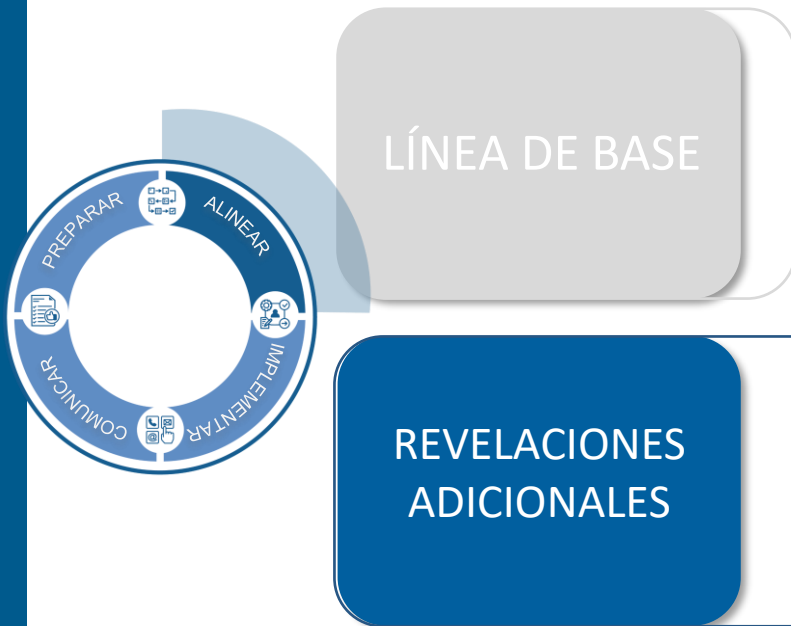 LÍNEA DE BASE
PREPARAR
ALINEAR
COMUNICAR
IMPLEMENTAR
REVELACIONES
ADICIONALES